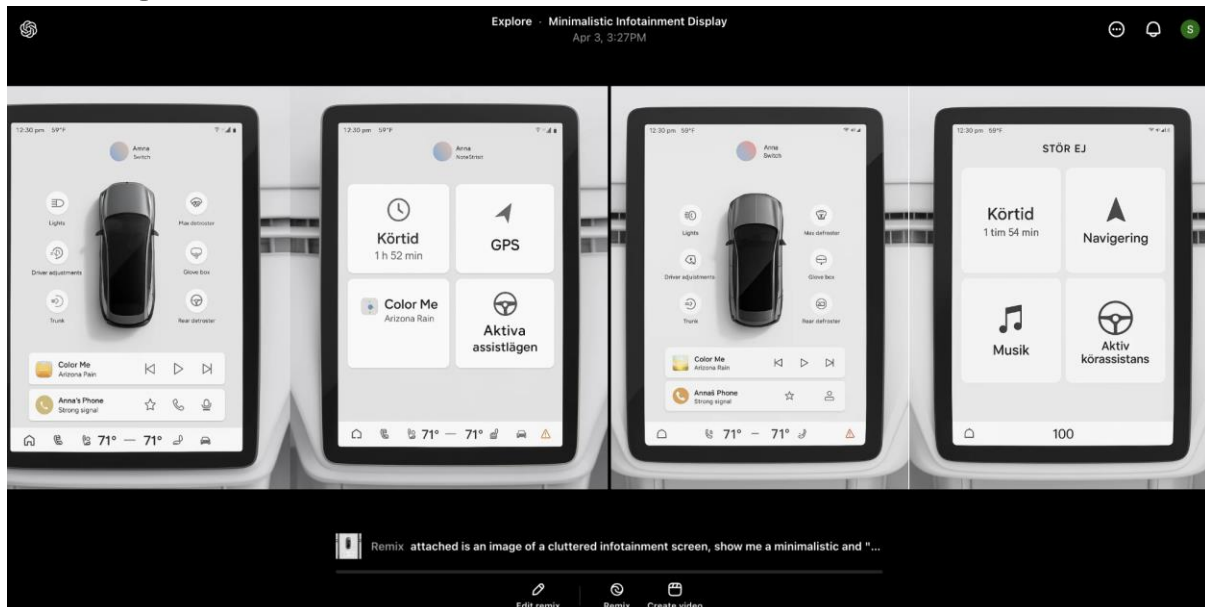 Explore · Minimalistic Infotainment Display
Apr 3, 3:27PM
S
12:30 pm 59°F
Anna
Switch
Lights
Max defroster
Driver adjustments
Glove box
Trunk
Rear defroster
Color Me
Arizona Rain
Anna's Phone
Strong signal
71° — 71°
12:30 pm 59°F
Anna
Körtid
1 h 52 min
GPS
Color Me
Arizona Rain
Aktiva
assistlägen
71° — 71°
12:30 pm 59°F
Anna
Switch
Lights
Driver adjustments
Glove box
Trunk
Rear defroster
Color Me
Arizona Rain
Phone
Strong signal
71° – 71°
12:30 pm 59°F
STÖR EJ
Körtid
1 tim 54 min
Navigering
Musik
Aktiv
körassistans
100
Remix attached is an image of a cluttered infotainment screen, show me a minimalistic and "...
Edit remix
Remix
Create video